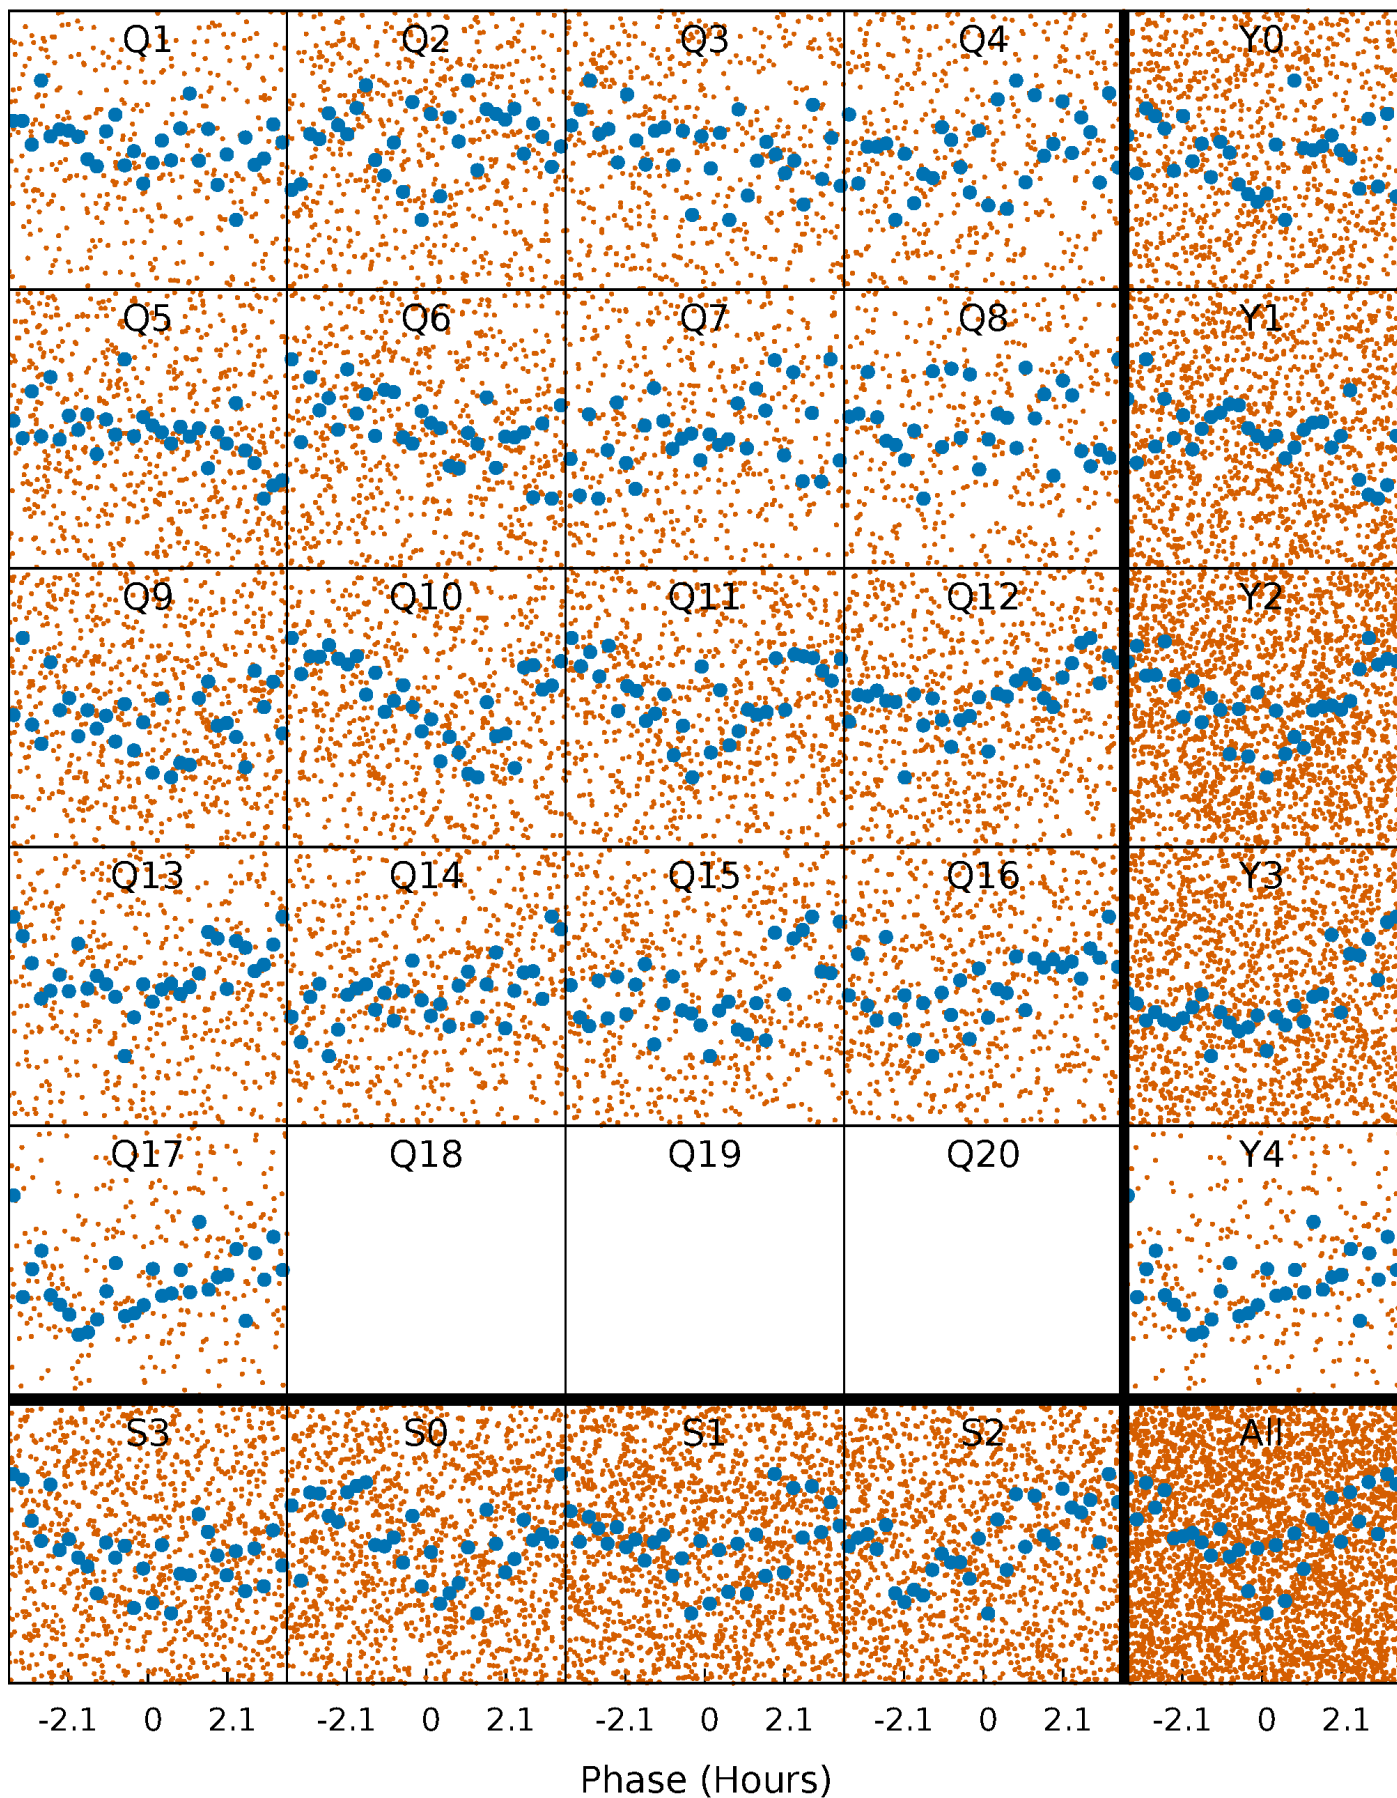 Q1 Q2 Q3 Q4 Y0
Q5 Q6 Q7 Q8 Y1
Q9 Q10 Q11 Q12 Y2
Q13 Q14 Q15 Q16 Y3
Q17 Q18 Q19 Q20 Y4
S3 S0 S1 S2 All
-2.1 0 2.1 -2.1 0 2.1 -2.1 0 2.1 -2.1 0 2.1 -2.1 0 2.1
Phase (Hours)